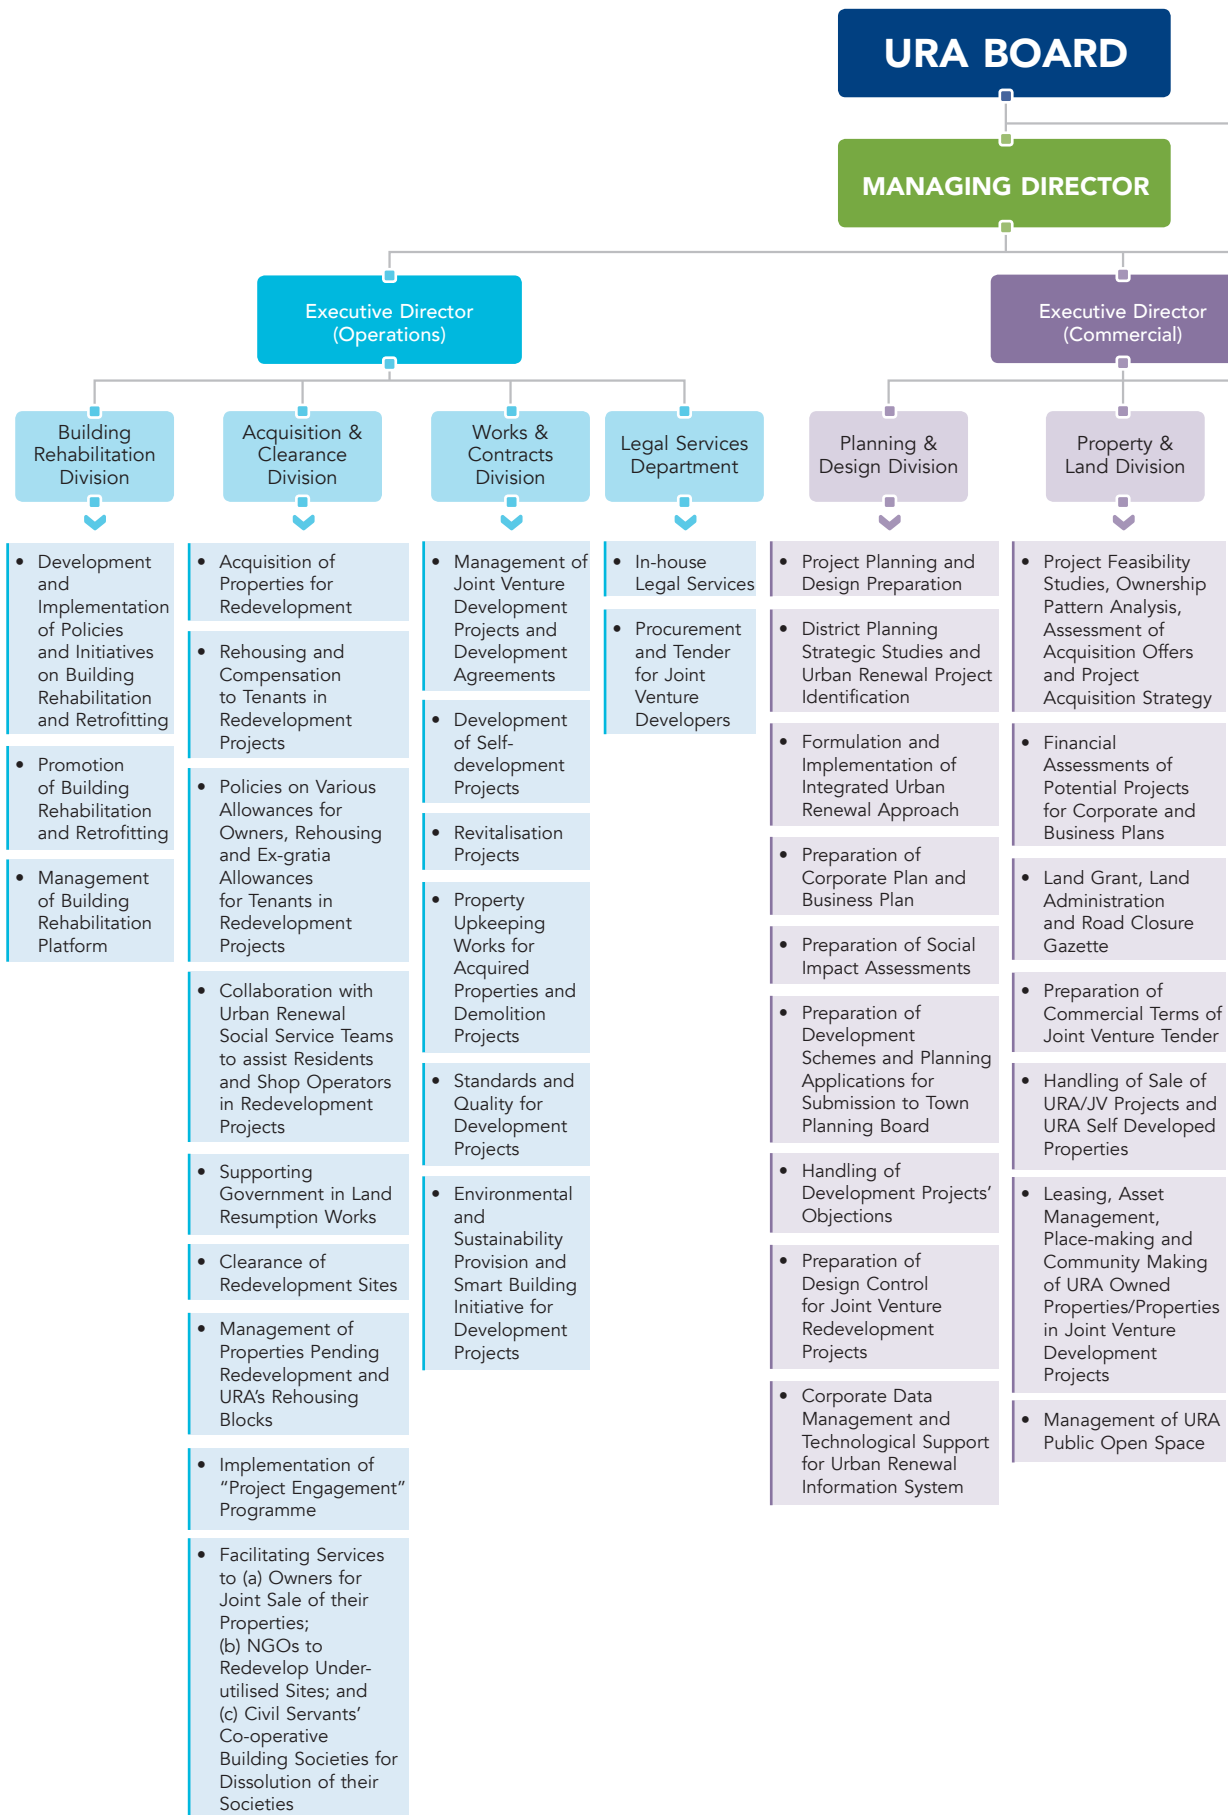 URA BOARD
MANAGING DIRECTOR
Executive Director
(Operations)
Executive Director
(Commercial)
Building
Rehabilitation
Division
Acquisition &
Clearance
Division
Works &
Contracts
Division
Legal Services
Department
Planning &
Design Division
Property &
Land Division
• Development
and
Implementation
of Policies
and Initiatives
on Building
Rehabilitation
and Retrofitting
• Promotion
of Building
Rehabilitation
and Retrofitting
• Management
of Building
Rehabilitation
Platform
• Acquisition of
Properties for
Redevelopment
• Rehousing and
Compensation
to Tenants in
Redevelopment
Projects
• Policies on Various
Allowances for
Owners, Rehousing
and Ex-gratia
Allowances
for Tenants in
Redevelopment
Projects
• Collaboration with
Urban Renewal
Social Service Teams
to assist Residents
and Shop Operators
in Redevelopment
Projects
• Supporting
Government in Land
Resumption Works
• Clearance of
Redevelopment Sites
• Management of
Properties Pending
Redevelopment and
URA's Rehousing
Blocks
• Implementation of
“Project Engagement”
Programme
• Facilitating Services
to (a) Owners for
Joint Sale of their
Properties;
(b) NGOs to
Redevelop Under-
utilised Sites; and
(c) Civil Servants’
Co-operative
Building Societies for
Dissolution of their
Societies
• Management of
Joint Venture
Development
Projects and
Development
Agreements
• Development
of Self-
development
Projects
• Revitalisation
Projects
• Property
Upkeeping
Works for
Acquired
Properties and
Demolition
Projects
• Standards and
Quality for
Development
Projects
• Environmental
and
Sustainability
Provision and
Smart Building
Initiative for
Development
Projects
• In-house
Legal Services
• Procurement
and Tender
for Joint
Venture
Developers
• Project Planning and
Design Preparation
• District Planning
Strategic Studies and
Urban Renewal Project
Identification
• Formulation and
Implementation of
Integrated Urban
Renewal Approach
• Preparation of
Corporate Plan and
Business Plan
• Preparation of Social
Impact Assessments
• Preparation of
Development
Schemes and Planning
Applications for
Submission to Town
Planning Board
• Handling of
Development Projects’
Objections
• Preparation of
Design Control
for Joint Venture
Redevelopment
Projects
• Corporate Data
Management and
Technological Support
for Urban Renewal
Information System
• Project Feasibility
Studies, Ownership
Pattern Analysis,
Assessment of
Acquisition Offers
and Project
Acquisition Strategy
• Financial
Assessments of
Potential Projects
for Corporate and
Business Plans
• Land Grant, Land
Administration
and Road Closure
Gazette
• Preparation of
Commercial Terms of
Joint Venture Tender
• Handling of Sale of
URA/JV Projects and
URA Self Developed
Properties
• Leasing, Asset
Management,
Place-making and
Community Making
of URA Owned
Properties/Properties
in Joint Venture
Development
Projects
• Management of URA
Public Open Space